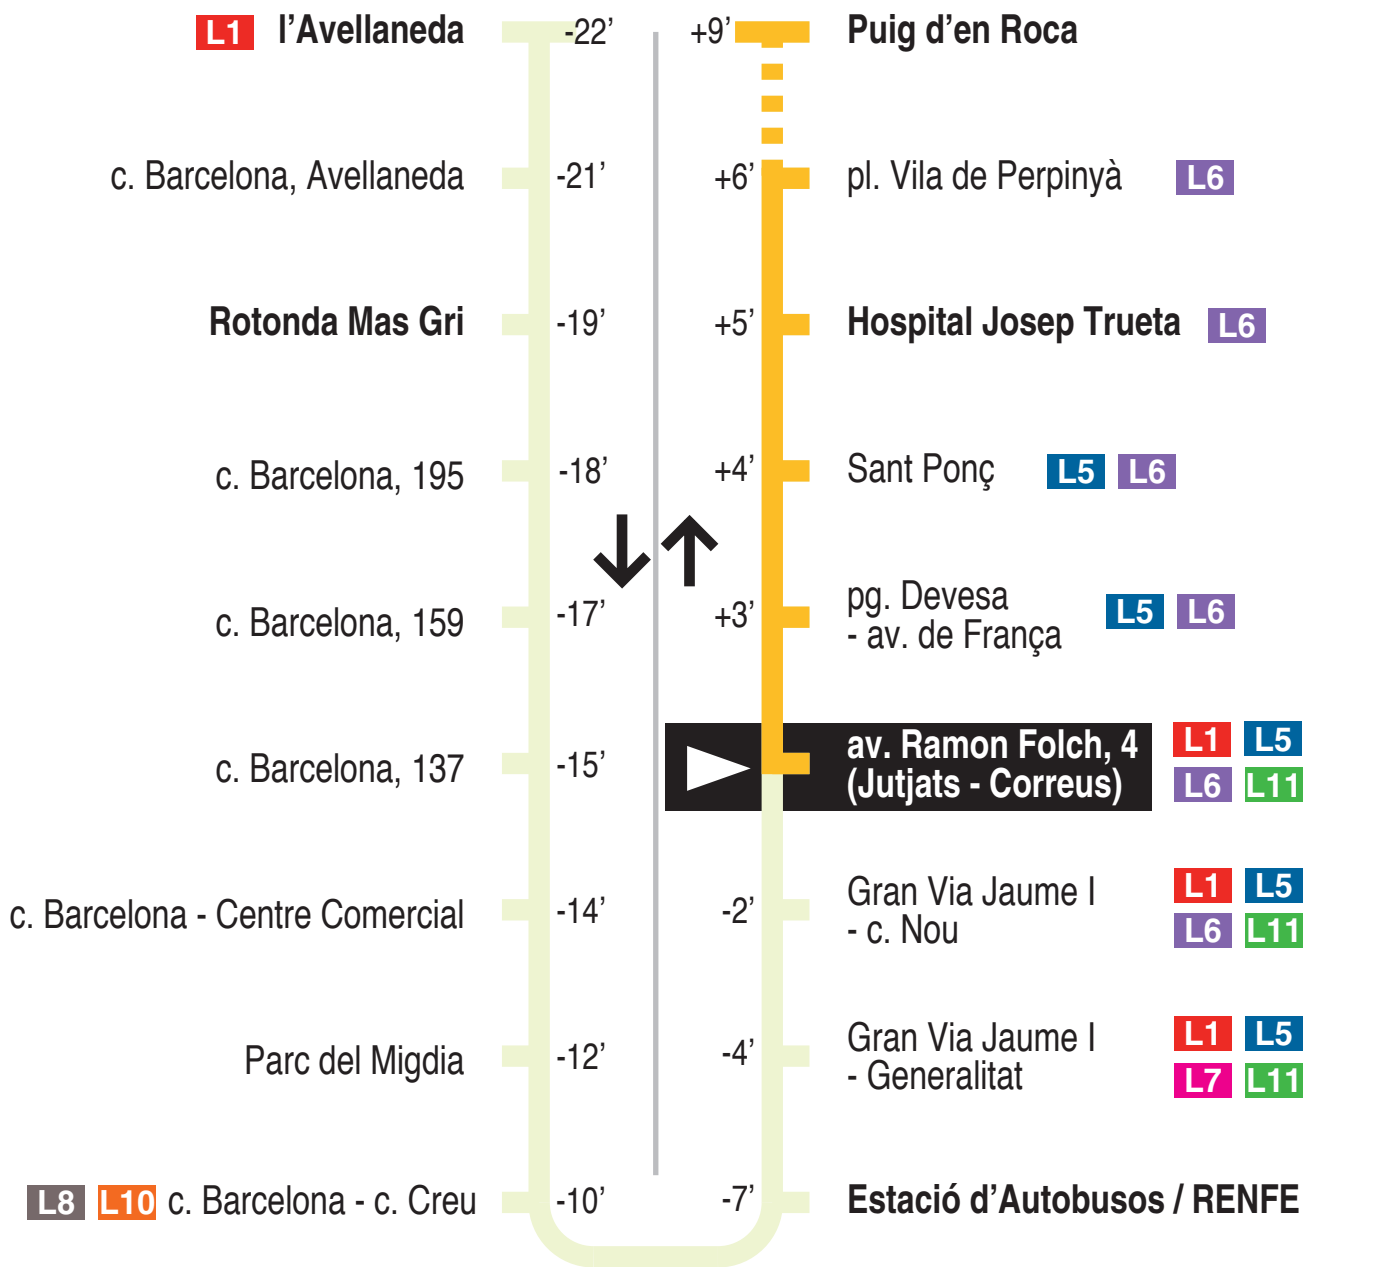 L1 l’Avellaneda -22’
c. Barcelona, Avellaneda -21’
Rotonda Mas Gri -19’
c. Barcelona, 195 -18’
c. Barcelona, 159 -17’
c. Barcelona, 137 -15’
c. Barcelona - Centre Comercial -14’
Parc del Migdia -12’
L8 L10 c. Barcelona - c. Creu -10’
+9’ Puig d’en Roca
+6’ pl. Vila de Perpinyà L6
+5’ Hospital Josep Trueta L6
+4’ Sant Ponç L5 L6
+3’ pg. Devesa
- av. de França L5 L6
av. Ramon Folch, 4 L1 L5
(Jutjats - Correus) L6 L11
-2’ Gran Via Jaume I L1 L5
- c. Nou L6 L11
-4’ Gran Via Jaume I L1 L5
- Generalitat L7 L11
-7’ Estació d’Autobusos / RENFE